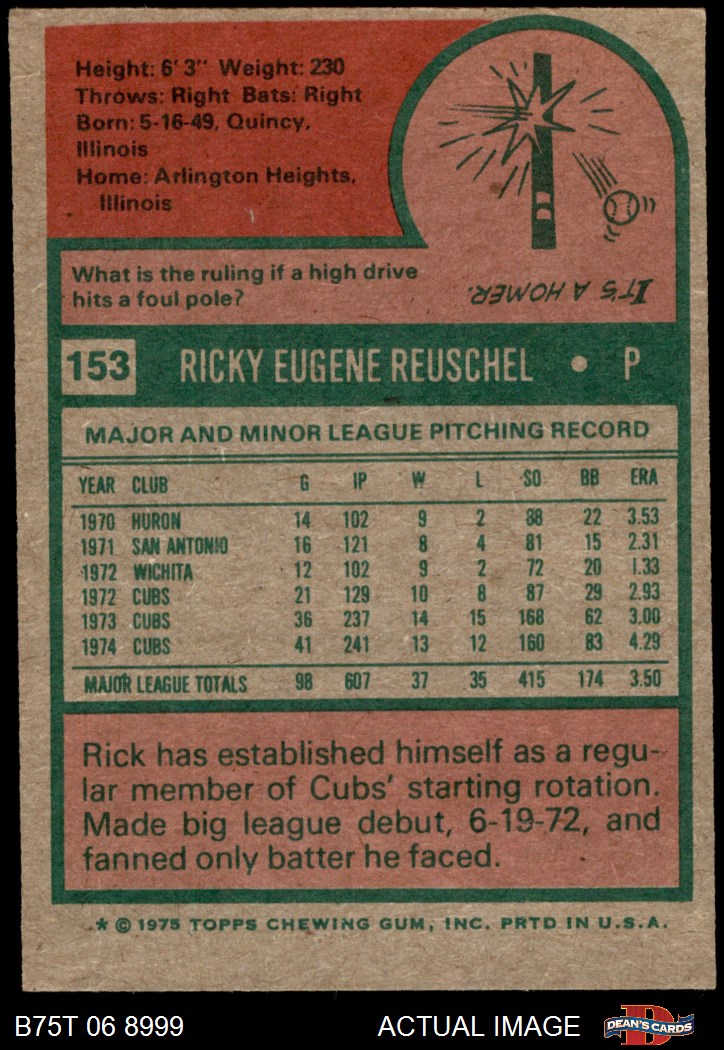 Height: 6'3" Weight: 230
Throws: Right Bats: Right
Born: 5-16-49, Quincy,
Illinois
Home: Arlington Heights,
Illinois
What is the ruling if a high drive
hits a foul pole?
IT'S A HOMER.
153 RICKY EUGENE REUSCHEL • P
MAJOR AND MINOR LEAGUE PITCHING RECORD
YEAR CLUB G IP W L SO BB ERA
1970 HURON 14 102 9 2 88 22 3.53
1971 SAN ANTONIO 16 121 8 4 81 15 2.31
1972 WICHITA 12 102 9 2 72 20 1.33
1972 CUBS 21 129 10 8 87 29 2.93
1973 CUBS 36 237 14 15 168 62 3.00
1974 CUBS 41 241 13 12 160 83 4.29
MAJOR LEAGUE TOTALS 98 607 37 35 415 174 3.50
Rick has established himself as a regu-
lar member of Cubs' starting rotation.
Made big league debut, 6-19-72, and
fanned only batter he faced.
* © 1975 TOPPS CHEWING GUM, INC. PRTD IN U.S.A.
B75T 06 8999 ACTUAL IMAGE D DEAN'S CARDS